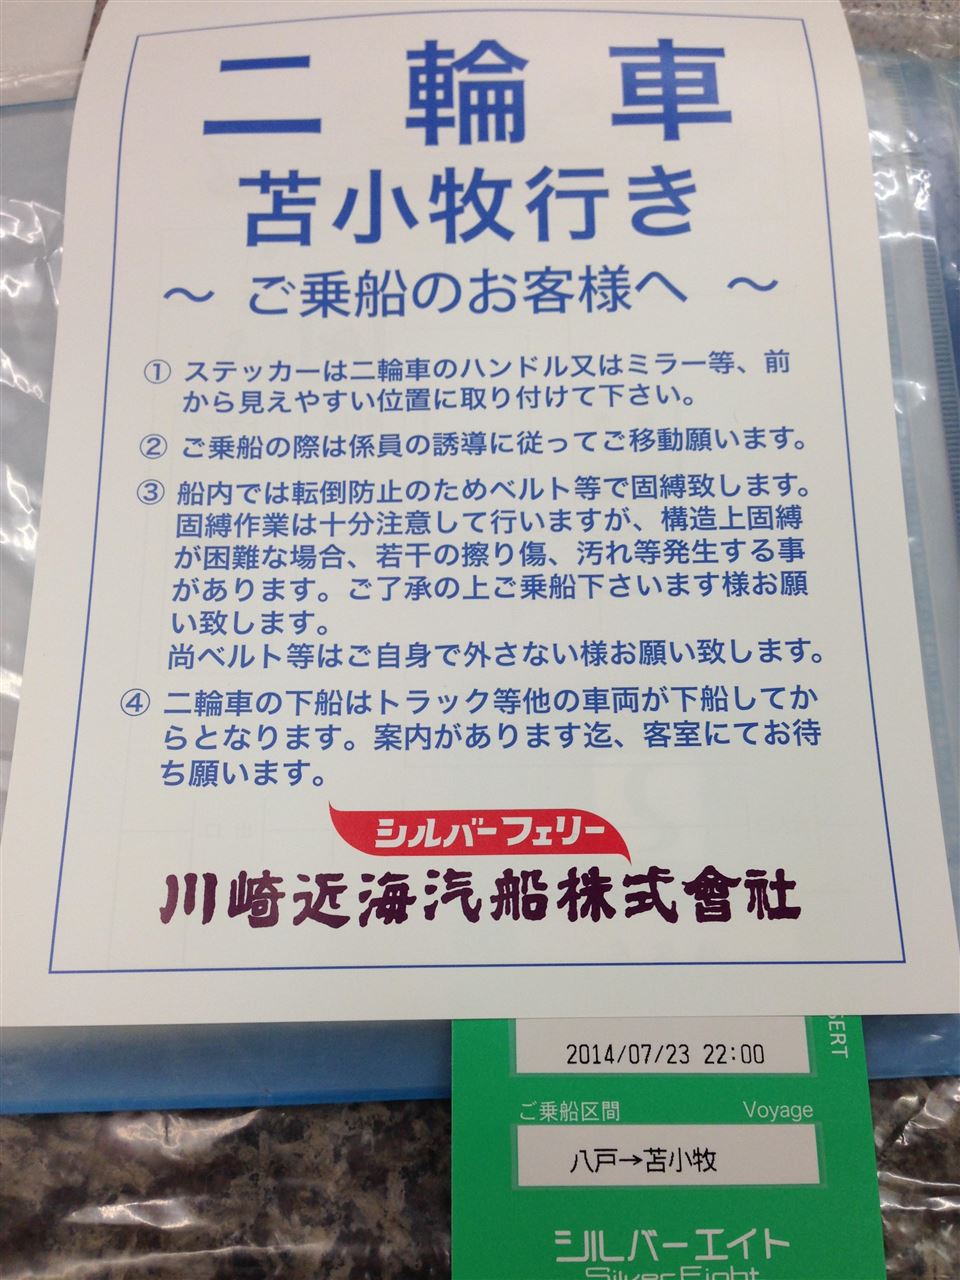 二輪車
苫小牧行き
～ ご乗船のお客様へ ～
① ステッカーは二輪車のハンドル又はミラー等、前
から見えやすい位置に取り付けて下さい。
② ご乗船の際は係員の誘導に従ってご移動願います。
③ 船内では転倒防止のためベルト等で固縛致します。
固縛作業は十分注意して行いますが、構造上固縛
が困難な場合、若干の擦り傷、汚れ等発生する事
があります。ご了承の上ご乗船下さいます様お願
い致します。
尚ベルト等はご自身で外さない様お願い致します。
④ 二輪車の下船はトラック等他の車両が下船してか
らとなります。案内があります迄、客室にてお待
ち願います。
シルバーフェリー
川崎近海汽船株式會社
SERT
2014/07/23 22:00
ご乗船区間 Voyage
八戸→苫小牧
シルバーエイト
Silver Eight